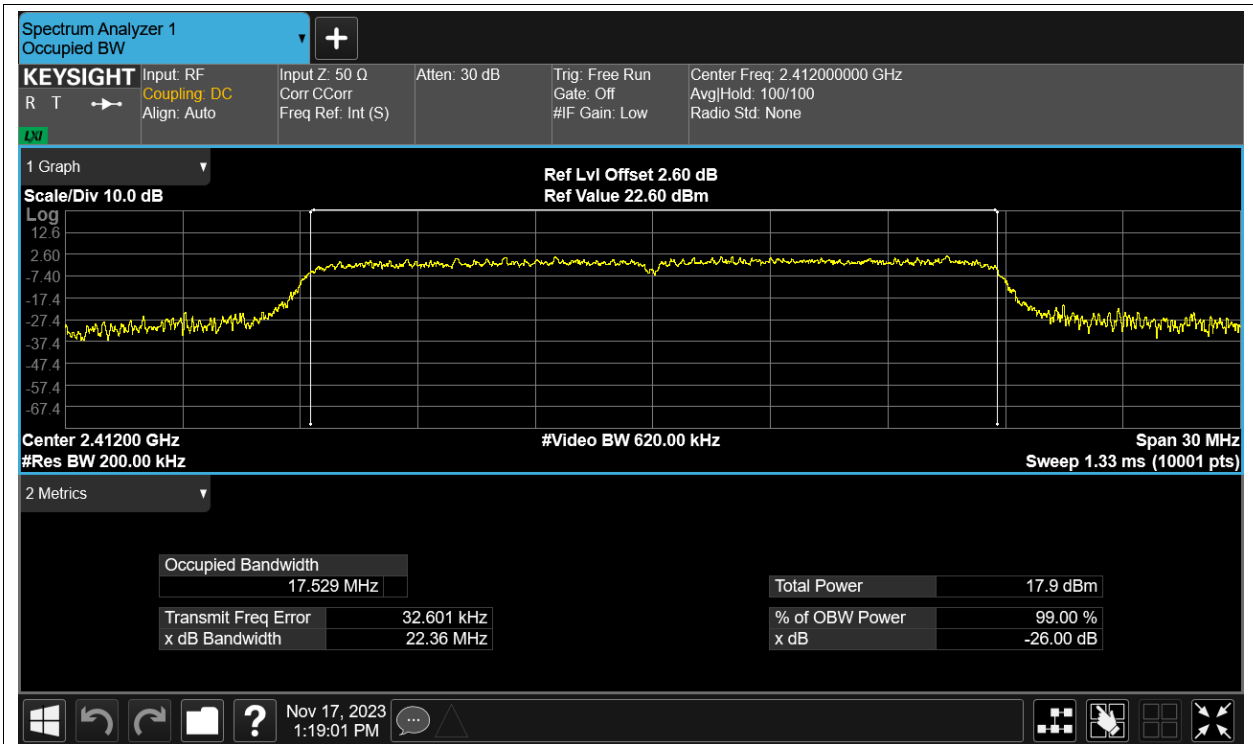 Spectrum Analyzer 1
Occupied BW
KEYSIGHT
R T
LXI
Input: RF
Coupling: DC
Align: Auto
Input Z: 50 Ω
Corr CCorr
Freq Ref: Int (S)
Atten: 30 dB
Trig: Free Run
Gate: Off
#IF Gain: Low
Center Freq: 2.412000000 GHz
Avg|Hold: 100/100
Radio Std: None
1 Graph
Scale/Div 10.0 dB
Ref Lvl Offset 2.60 dB
Ref Value 22.60 dBm
Log
12.6
2.60
-7.40
-17.4
-27.4
-37.4
-47.4
-57.4
-67.4
Center 2.41200 GHz
#Res BW 200.00 kHz
#Video BW 620.00 kHz
Span 30 MHz
Sweep 1.33 ms (10001 pts)
2 Metrics
Occupied Bandwidth
17.529 MHz
Transmit Freq Error 32.601 kHz
x dB Bandwidth 22.36 MHz
Total Power 17.9 dBm
% of OBW Power 99.00 %
x dB -26.00 dB
?
Nov 17, 2023
1:19:01 PM